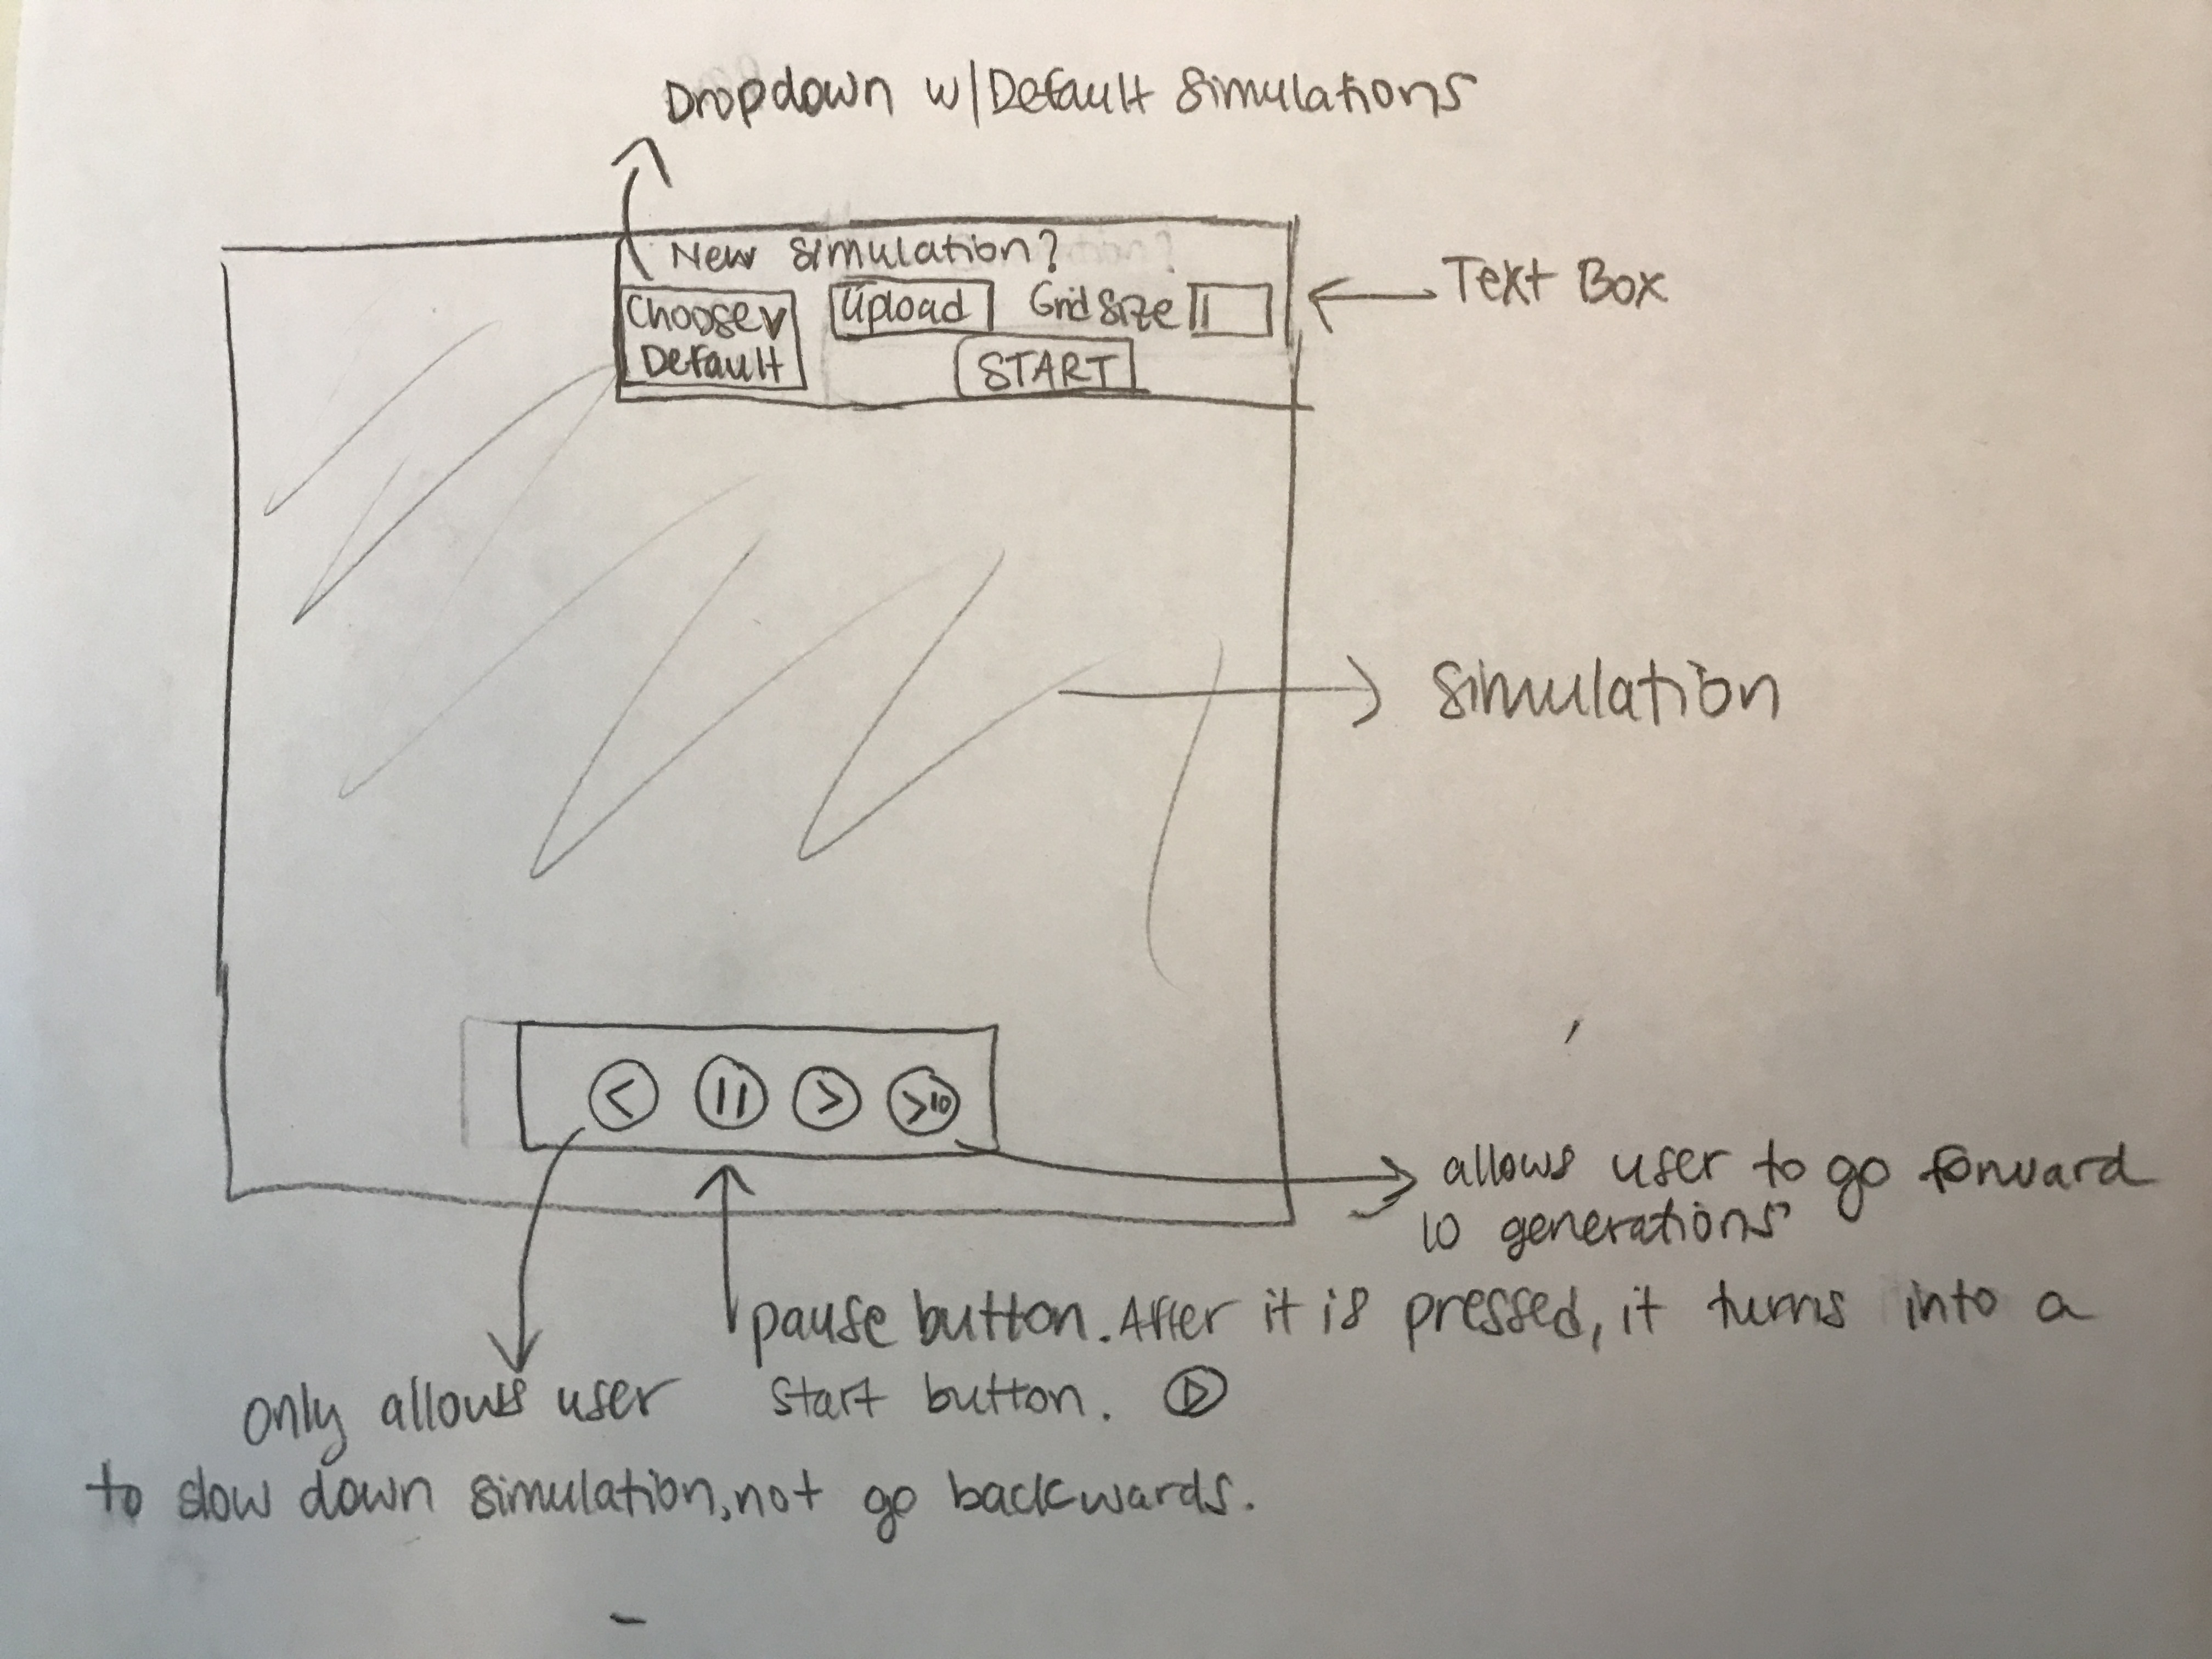 Dropdown w/Default Simulations
New Simulation?
Choose v
Default
Upload
Grid Size
START
Text Box
Simulation
<
||
>
>10
allows user to go forward
10 generations
pause button. After it is pressed, it turns into a
start button.
only allows user
to slow down simulation, not go backwards.